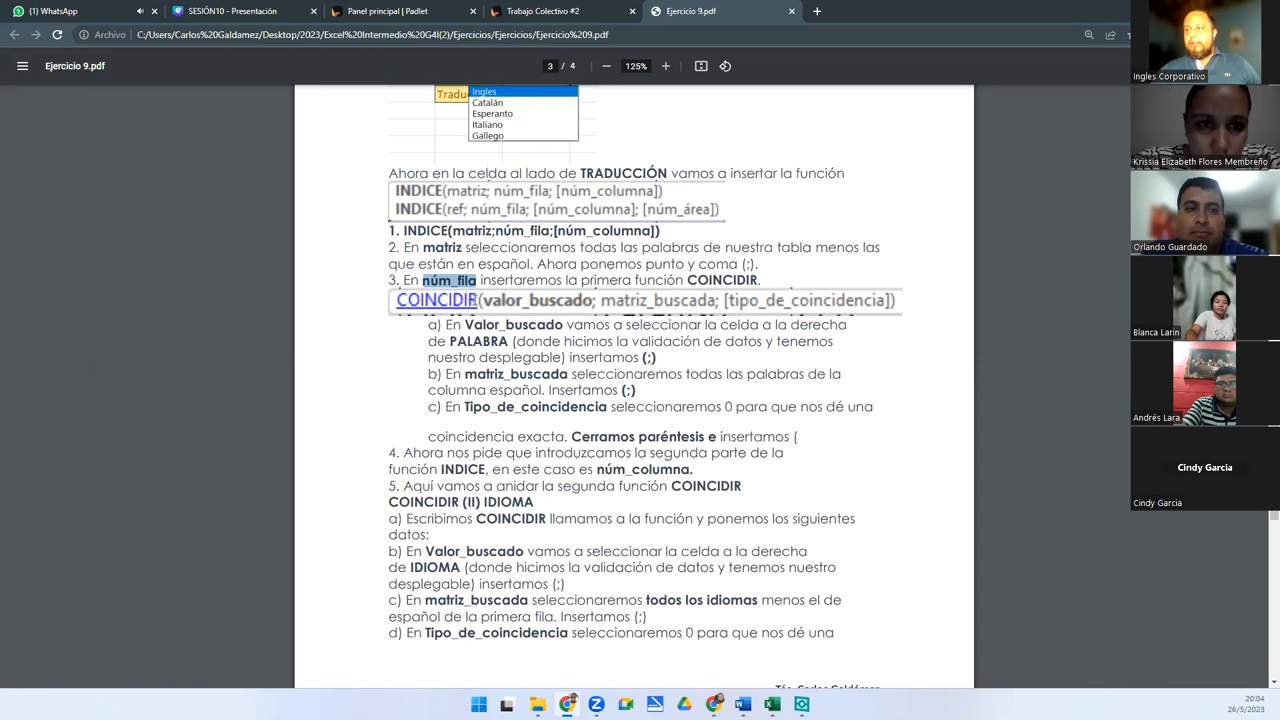 (1) WhatsApp
SESIÓN10 - Presentación
Panel principal | Padlet
Trabajo Colectivo #2
Ejercicio 9.pdf
Archivo
C:/Users/Carlos%20Galdamez/Desktop/2023/Excel%20Intermedio%20-4I(2)/Ejercicios/Ejercicios/Ejercicio%209.pdf
Ejercicio 9.pdf
3 / 4
125%
Ingles
Catalán
Esperanto
Italiano
Gallego
Ahora en la celda al lado de TRADUCCIÓN vamos a insertar la función
INDICE(matriz; núm_fila; [núm_columna])
INDICE(ref; núm_fila; [núm_columna]; [núm_área])
1. INDICE(matriz;núm_fila;[núm_columna])
2. En matriz seleccionaremos todas las palabras de nuestra tabla menos las
que están en español. Ahora ponemos punto y coma (;).
3. En núm_fila insertaremos la primera función COINCIDIR.
COINCIDIR(valor_buscado; matriz_buscada; [tipo_de_coincidencia])
a) En Valor_buscado vamos a seleccionar la celda a la derecha
de PALABRA (donde hicimos la validación de datos y tenemos
nuestro desplegable) insertamos (;)
b) En matriz_buscada seleccionaremos todas las palabras de la
columna español. Insertamos (;)
c) En Tipo_de_coincidencia seleccionaremos 0 para que nos dé una
coincidencia exacta. Cerramos paréntesis e insertamos (
4. Ahora nos pide que introduzcamos la segunda parte de la
función INDICE, en este caso es núm_columna.
5. Aquí vamos a anidar la segunda función COINCIDIR
COINCIDIR (II) IDIOMA
a) Escribimos COINCIDIR llamamos a la función y ponemos los siguientes
datos:
b) En Valor_buscado vamos a seleccionar la celda a la derecha
de IDIOMA (donde hicimos la validación de datos y tenemos nuestro
desplegable) insertamos (;)
c) En matriz_buscada seleccionaremos todos los idiomas menos el de
español de la primera fila. Insertamos (;)
d) En Tipo_de_coincidencia seleccionaremos 0 para que nos dé una
Ingles Corporativo
Krissia Elizabeth Flores Membreño
Orlando Guardado
Blanca Larin
Andrés Lara
Cindy Garcia
Cindy Garcia
20:04
26/5/2023